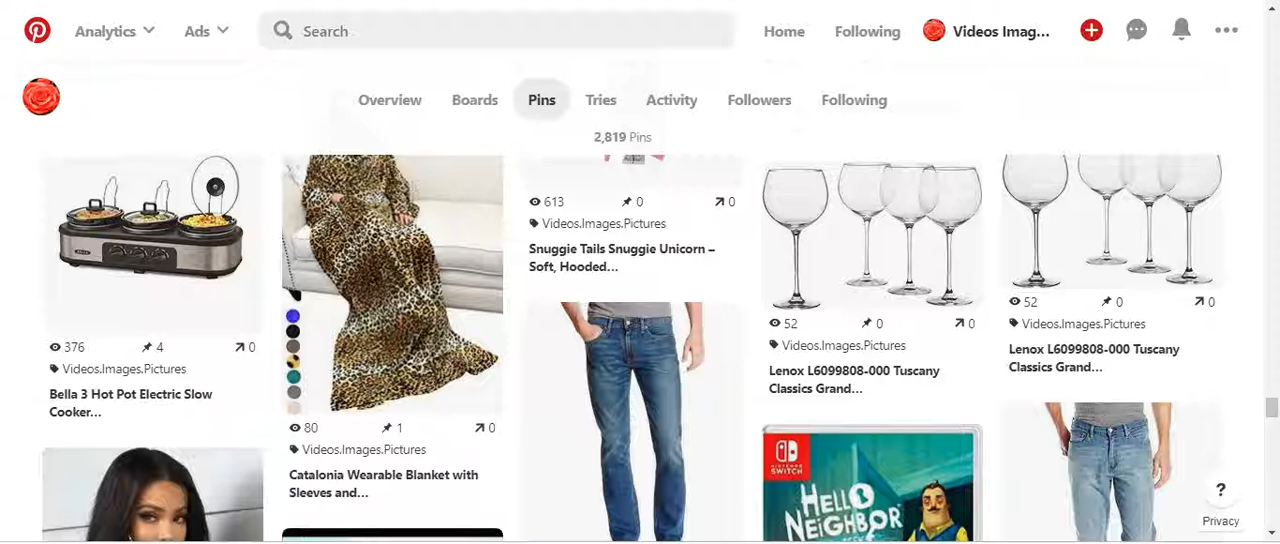 Analytics Ads Search Home Following Videos Imag...
Overview Boards Pins Tries Activity Followers Following
2,819 Pins
376 4 0
Videos.Images.Pictures
Bella 3 Hot Pot Electric Slow
Cooker...
80 1 0
Videos.Images.Pictures
Catalonia Wearable Blanket with
Sleeves and...
613 0 0
Videos.Images.Pictures
Snuggie Tails Snuggie Unicorn –
Soft, Hooded...
52 0 0
Videos.Images.Pictures
Lenox L6099808-000 Tuscany
Classics Grand...
NINTENDO
SWITCH
HELLO
NEIGHBOR
52 0 0
Videos.Images.Pictures
Lenox L6099808-000 Tuscany
Classics Grand...
?
Privacy